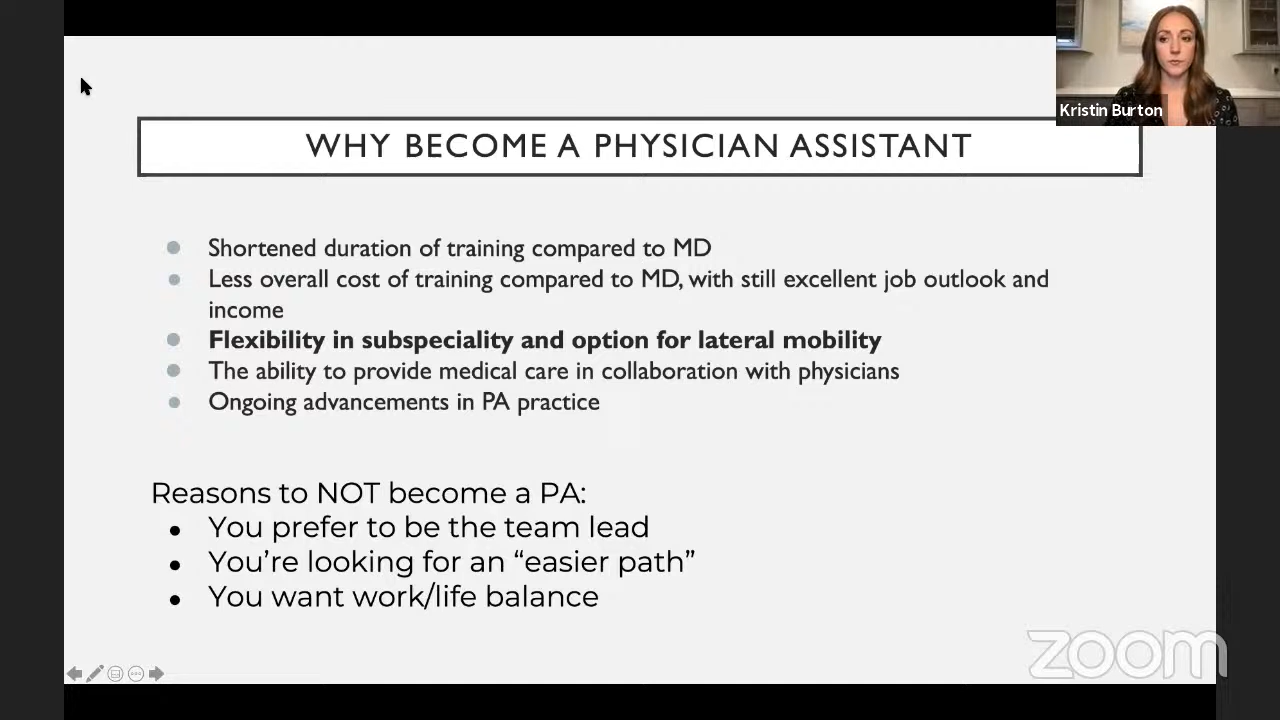 Kristin Burton
WHY BECOME A PHYSICIAN ASSISTANT
Shortened duration of training compared to MD
Less overall cost of training compared to MD, with still excellent job outlook and
income
Flexibility in subspeciality and option for lateral mobility
The ability to provide medical care in collaboration with physicians
Ongoing advancements in PA practice
Reasons to NOT become a PA:
You prefer to be the team lead
You’re looking for an “easier path”
You want work/life balance
zoom